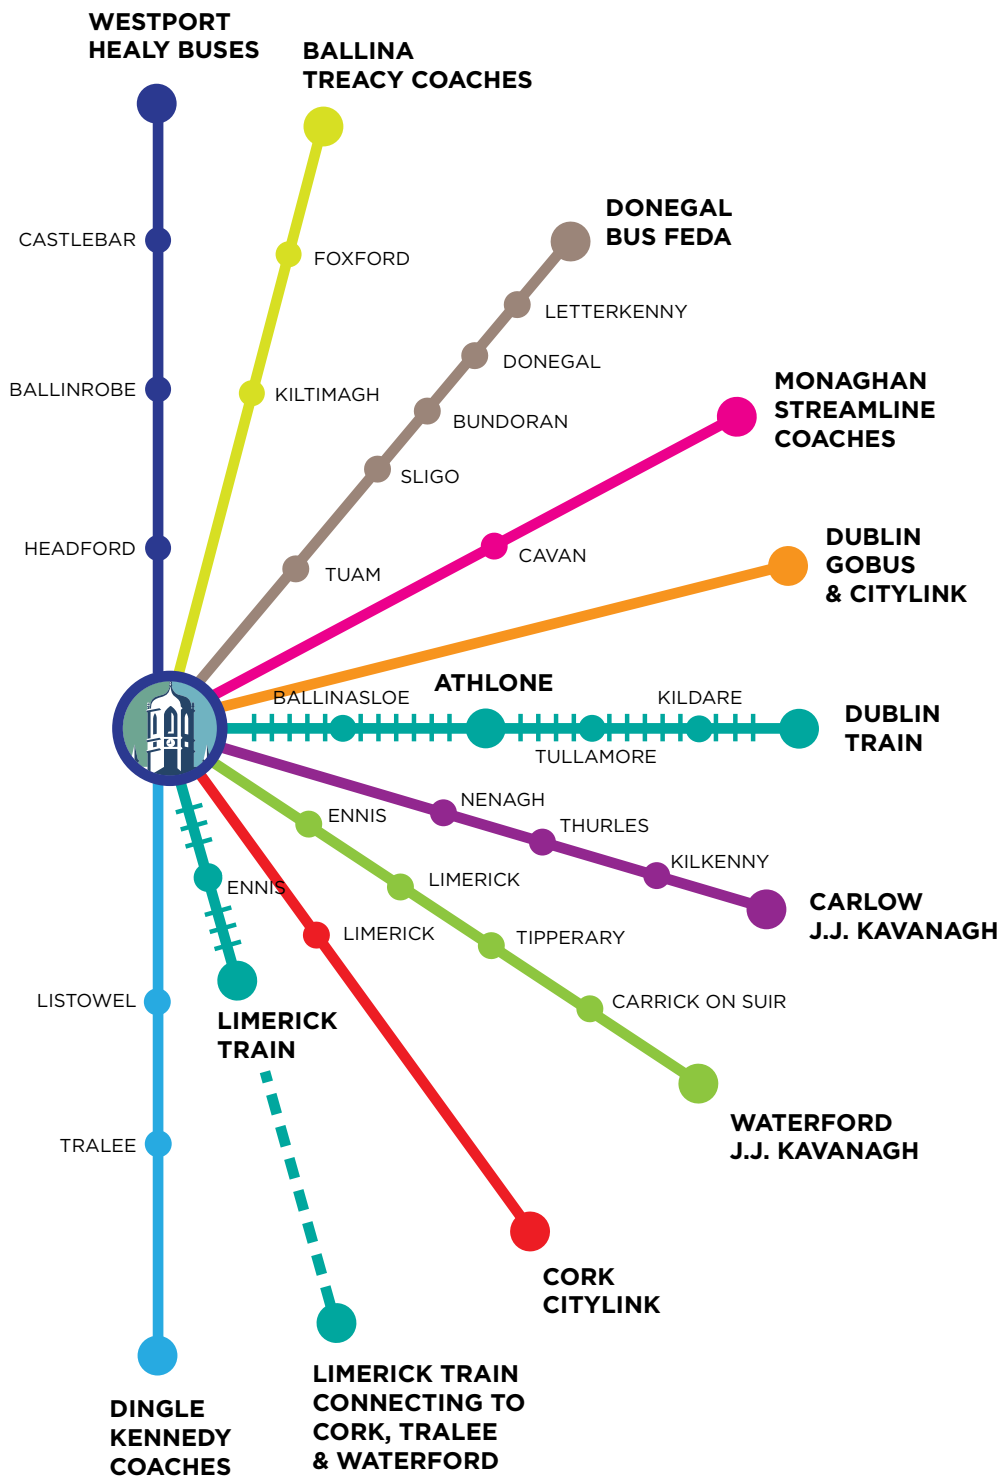 WESTPORT
HEALY BUSES
BALLINA
TREACY COACHES
CASTLEBAR
FOXFORD
BALLINROBE
KILTIMAGH
HEADFORD
DONEGAL
BUS FEDA
LETTERKENNY
DONEGAL
BUNDORAN
SLIGO
TUAM
MONAGHAN
STREAMLINE
COACHES
CAVAN
DUBLIN
GOBUS
& CITYLINK
BALLINASLOE
ATHLONE
TULLAMORE
KILDARE
DUBLIN
TRAIN
NENAGH
THURLES
KILKENNY
CARLOW
J.J. KAVANAGH
ENNIS
LIMERICK
TIPPERARY
CARRICK ON SUIR
WATERFORD
J.J. KAVANAGH
LIMERICK
CORK
CITYLINK
ENNIS
LIMERICK
TRAIN
LIMERICK TRAIN
CONNECTING TO
CORK, TRALEE
& WATERFORD
LISTOWEL
TRALEE
DINGLE
KENNEDY
COACHES